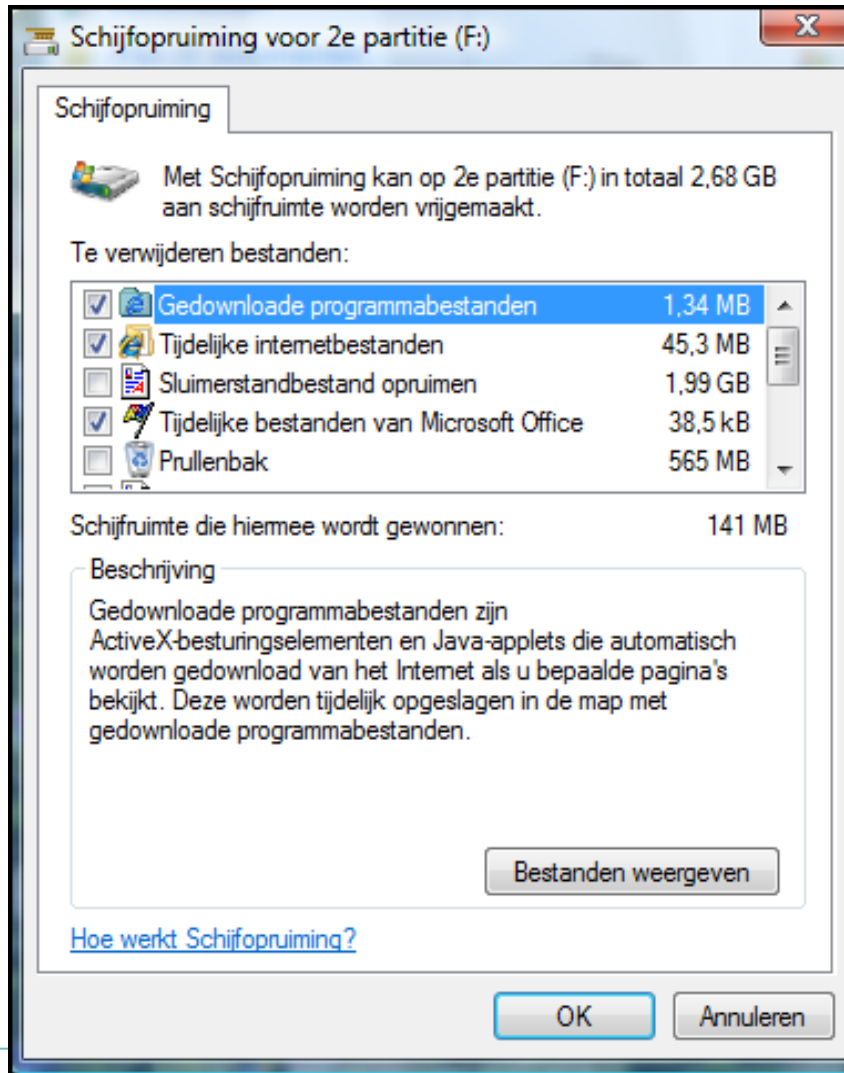 Schijfopruiming voor 2e partitie (F:)
Schijfopruiming
Met Schijfopruiming kan op 2e partitie (F:) in totaal 2,68 GB
aan schijfruimte worden vrijgemaakt.
Te verwijderen bestanden:
Gedownloade programmabestanden 1,34 MB
Tijdelijke internetbestanden 45,3 MB
Sluimerstandbestand opruimen 1,99 GB
Tijdelijke bestanden van Microsoft Office 38,5 kB
Prullenbak 565 MB
Schijfruimte die hiermee wordt gewonnen: 141 MB
Beschrijving
Gedownloade programmabestanden zijn
ActiveX-besturingselementen en Java-applets die automatisch
worden gedownload van het Internet als u bepaalde pagina's
bekijkt. Deze worden tijdelijk opgeslagen in de map met
gedownloade programmabestanden.
Bestanden weergeven
Hoe werkt Schijfopruiming?
OK Annuleren